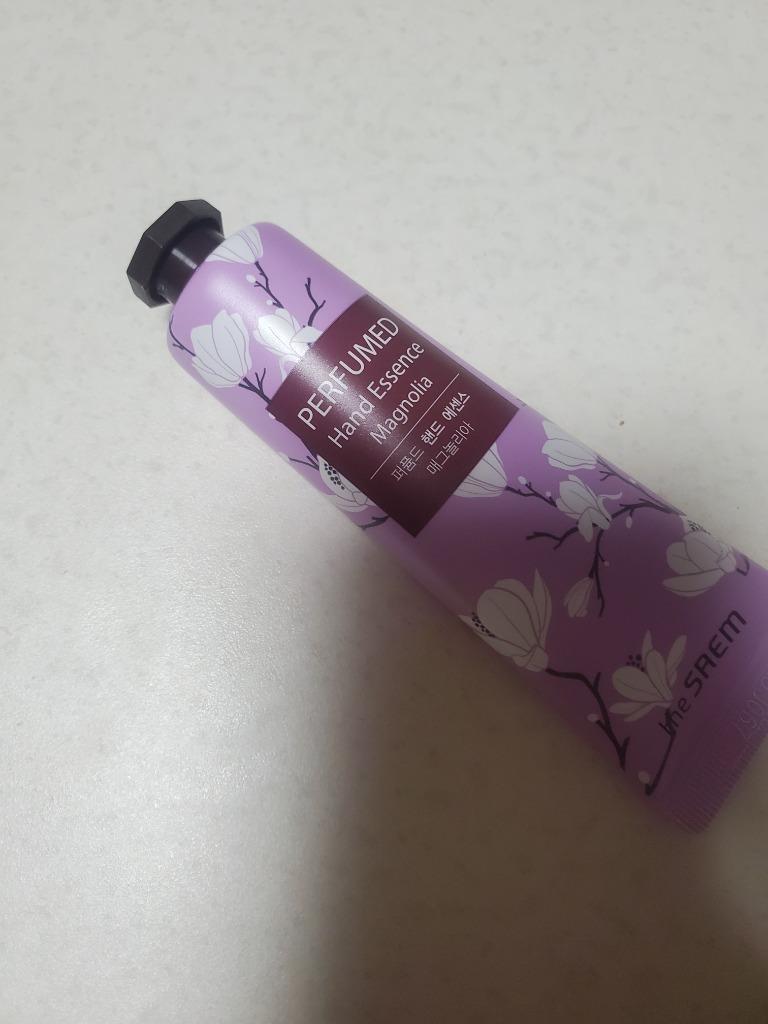 PERFUMED
Hand Essence
Magnolia
퍼퓸드 핸드 에센스
매그놀리아
the SAEM